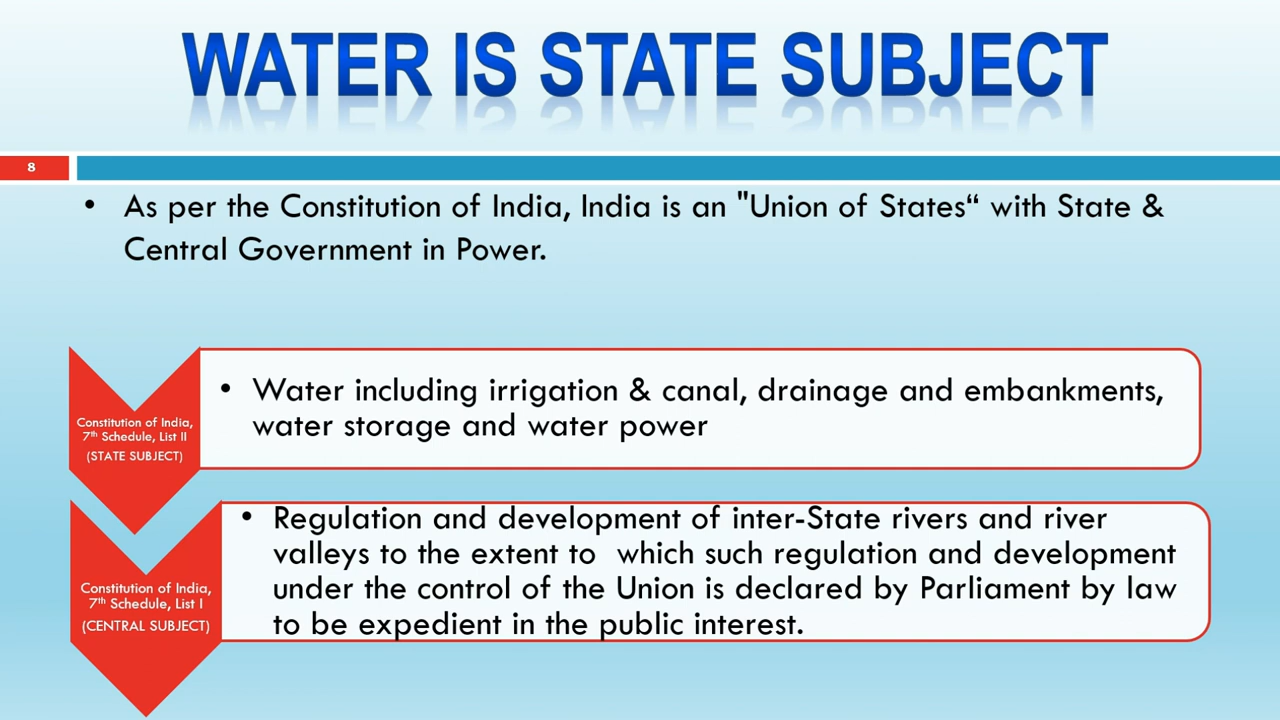 WATER IS STATE SUBJECT
8
• As per the Constitution of India, India is an "Union of States“ with State &
Central Government in Power.
Constitution of India,
7th Schedule, List II
(STATE SUBJECT)
• Water including irrigation & canal, drainage and embankments,
water storage and water power
Constitution of India,
7th Schedule, List I
(CENTRAL SUBJECT)
• Regulation and development of inter-State rivers and river
valleys to the extent to which such regulation and development
under the control of the Union is declared by Parliament by law
to be expedient in the public interest.